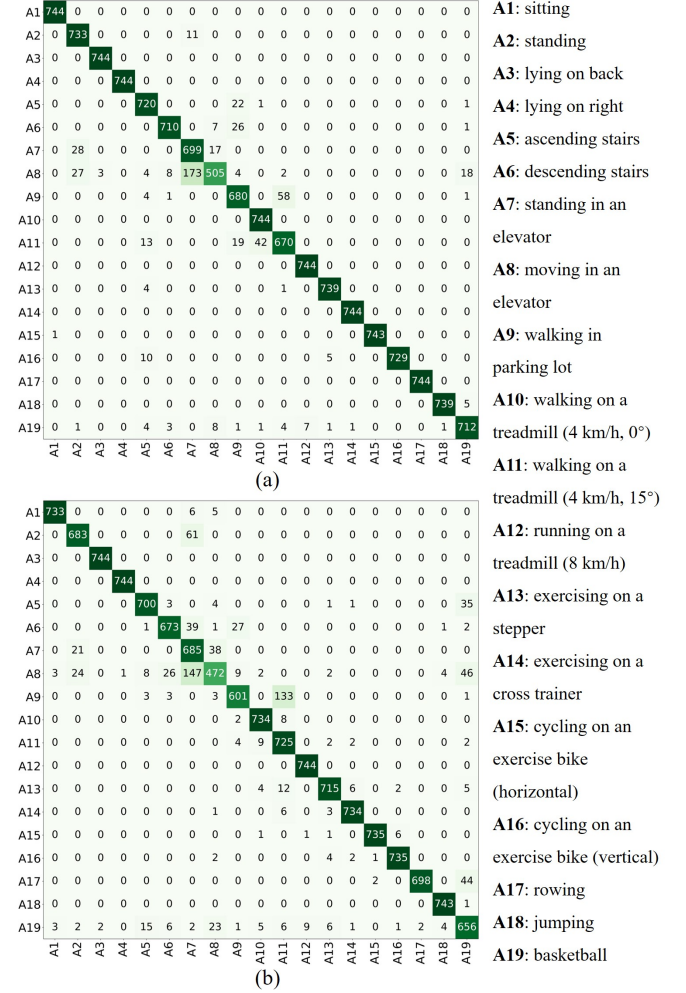 A1 744 0 0 0 0 0 0 0 0 0 0 0 0 0 0 0 0 0 0
A2 0 733 0 0 0 0 11 0 0 0 0 0 0 0 0 0 0 0 0
A3 0 0 744 0 0 0 0 0 0 0 0 0 0 0 0 0 0 0 0
A4 0 0 0 744 0 0 0 0 0 0 0 0 0 0 0 0 0 0 0
A5 0 0 0 0 720 0 0 0 22 1 0 0 0 0 0 0 0 0 1
A6 0 0 0 0 0 710 0 7 26 0 0 0 0 0 0 0 0 0 1
A7 0 28 0 0 0 0 699 17 0 0 0 0 0 0 0 0 0 0 0
A8 0 27 3 0 4 8 173 505 4 0 2 0 0 0 0 0 0 0 18
A9 0 0 0 0 4 1 0 0 680 0 58 0 0 0 0 0 0 0 1
A10 0 0 0 0 0 0 0 0 0 744 0 0 0 0 0 0 0 0 0
A11 0 0 0 0 13 0 0 0 19 42 670 0 0 0 0 0 0 0 0
A12 0 0 0 0 0 0 0 0 0 0 0 744 0 0 0 0 0 0 0
A13 0 0 0 0 4 0 0 0 0 0 1 0 739 0 0 0 0 0 0
A14 0 0 0 0 0 0 0 0 0 0 0 0 0 744 0 0 0 0 0
A15 1 0 0 0 0 0 0 0 0 0 0 0 0 0 743 0 0 0 0
A16 0 0 0 0 10 0 0 0 0 0 0 0 5 0 0 729 0 0 0
A17 0 0 0 0 0 0 0 0 0 0 0 0 0 0 0 0 744 0 0
A18 0 0 0 0 0 0 0 0 0 0 0 0 0 0 0 0 0 739 5
A19 0 1 0 0 4 3 0 8 1 1 4 7 1 1 0 0 0 1 712
A1 A2 A3 A4 A5 A6 A7 A8 A9 A10 A11 A12 A13 A14 A15 A16 A17 A18 A19
(a)
A1 733 0 0 0 0 0 6 5 0 0 0 0 0 0 0 0 0 0 0
A2 0 683 0 0 0 0 61 0 0 0 0 0 0 0 0 0 0 0 0
A3 0 0 744 0 0 0 0 0 0 0 0 0 0 0 0 0 0 0 0
A4 0 0 0 744 0 0 0 0 0 0 0 0 0 0 0 0 0 0 0
A5 0 0 0 0 700 3 0 4 0 0 0 0 1 1 0 0 0 0 35
A6 0 0 0 0 1 673 39 1 27 0 0 0 0 0 0 0 0 1 2
A7 0 21 0 0 0 0 685 38 0 0 0 0 0 0 0 0 0 0 0
A8 3 24 0 1 8 26 147 472 9 2 0 0 2 0 0 0 0 4 46
A9 0 0 0 0 3 3 0 3 601 0 133 0 0 0 0 0 0 0 1
A10 0 0 0 0 0 0 0 0 2 734 8 0 0 0 0 0 0 0 0
A11 0 0 0 0 0 0 0 0 4 9 725 0 2 2 0 0 0 0 2
A12 0 0 0 0 0 0 0 0 0 0 0 744 0 0 0 0 0 0 0
A13 0 0 0 0 0 0 0 0 0 4 12 0 715 6 0 2 0 0 5
A14 0 0 0 0 0 0 0 1 0 0 6 0 3 734 0 0 0 0 0
A15 0 0 0 0 0 0 0 0 0 1 0 1 1 0 735 6 0 0 0
A16 0 0 0 0 0 0 0 2 0 0 0 0 4 2 1 735 0 0 0
A17 0 0 0 0 0 0 0 0 0 0 0 0 0 0 2 0 698 0 44
A18 0 0 0 0 0 0 0 0 0 0 0 0 0 0 0 0 0 743 1
A19 3 2 2 0 15 6 2 23 1 5 6 9 6 1 0 1 2 4 656
A1 A2 A3 A4 A5 A6 A7 A8 A9 A10 A11 A12 A13 A14 A15 A16 A17 A18 A19
(b)
A1: sitting
A2: standing
A3: lying on back
A4: lying on right
A5: ascending stairs
A6: descending stairs
A7: standing in an
elevator
A8: moving in an
elevator
A9: walking in
parking lot
A10: walking on a
treadmill (4 km/h, 0°)
A11: walking on a
treadmill (4 km/h, 15°)
A12: running on a
treadmill (8 km/h)
A13: exercising on a
stepper
A14: exercising on a
cross trainer
A15: cycling on an
exercise bike
(horizontal)
A16: cycling on an
exercise bike (vertical)
A17: rowing
A18: jumping
A19: basketball